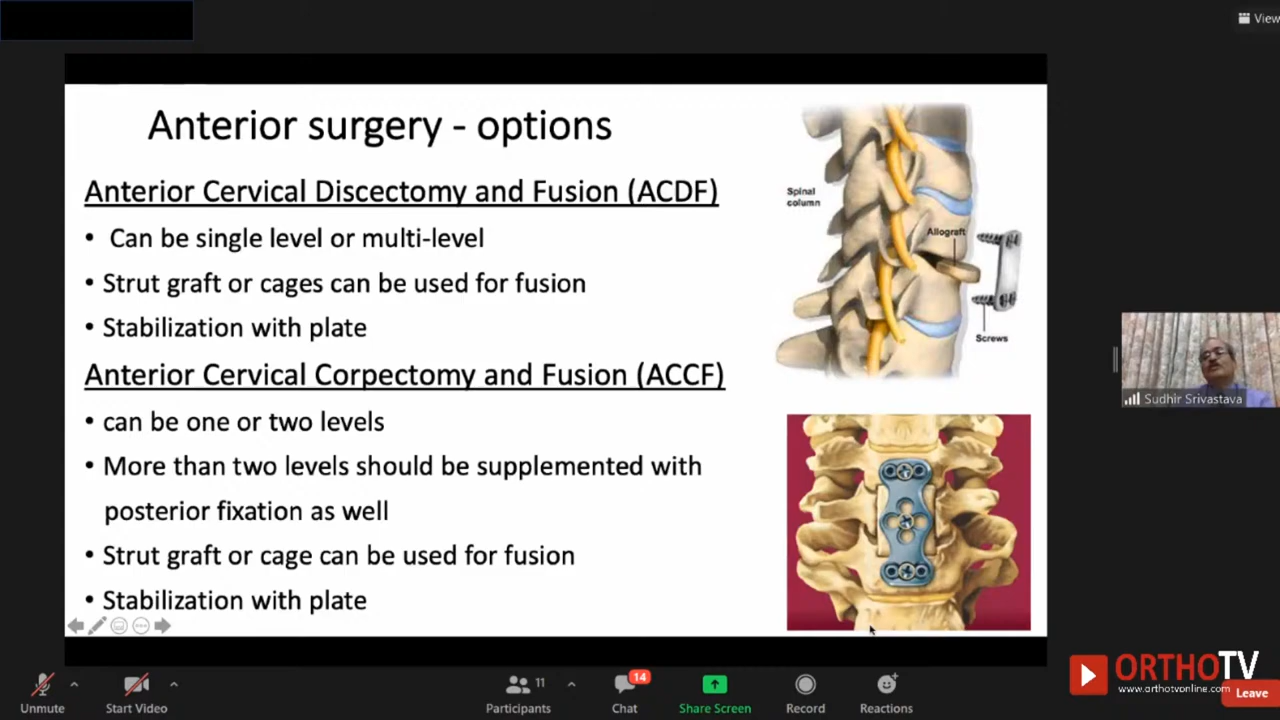 View
Anterior surgery - options
Anterior Cervical Discectomy and Fusion (ACDF)
• Can be single level or multi-level
• Strut graft or cages can be used for fusion
• Stabilization with plate
Anterior Cervical Corpectomy and Fusion (ACCF)
• can be one or two levels
• More than two levels should be supplemented with
posterior fixation as well
• Strut graft or cage can be used for fusion
• Stabilization with plate
Spinal
column
Allograft
Screws
Sudhir Srivastava
ORTHOTV
www.orthotvonline.com
Leave
Unmute
Start Video
11
Participants
14
Chat
Share Screen
Record
Reactions